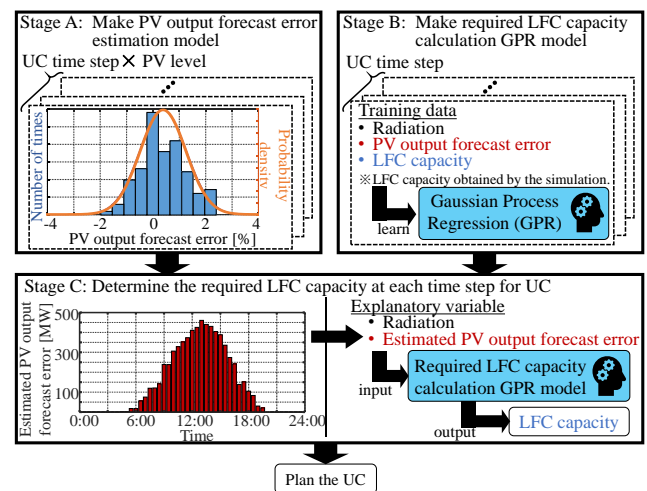 Stage A: Make PV output forecast error
estimation model
UC time step × PV level
Number of times
Probability
density
-4
-2
0
2
4
PV output forecast error [%]
Stage B: Make required LFC capacity
calculation GPR model
UC time step
Training data
• Radiation
• PV output forecast error
• LFC capacity
※LFC capacity obtained by the simulation.
learn
Gaussian Process
Regression (GPR)
Stage C: Determine the required LFC capacity at each time step for UC
Estimated PV output
forecast error [MW]
500
300
100
0:00
6:00
12:00
18:00
24:00
Time
Explanatory variable
• Radiation
• Estimated PV output forecast error
input
Required LFC capacity
calculation GPR model
output
LFC capacity
Plan the UC